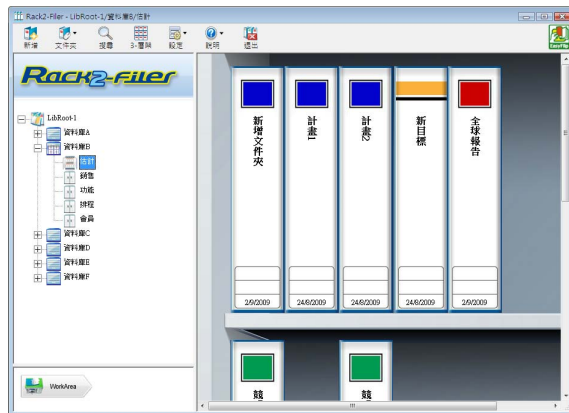 Rack2-Filer - LibRoot-1/資料庫B/估計
新增
文件夾
搜尋
3-層架
設定
說明
退出
EasyFile
Rack2-Filer
LibRoot-1
資料庫A
資料庫B
估計
銷售
功能
排程
會員
資料庫C
資料庫D
資料庫E
資料庫F
WorkArea
新增文件夾
計畫1
計畫2
新目標
全球報告
2/9/2009
24/8/2009
24/8/2009
24/8/2009
2/9/2009